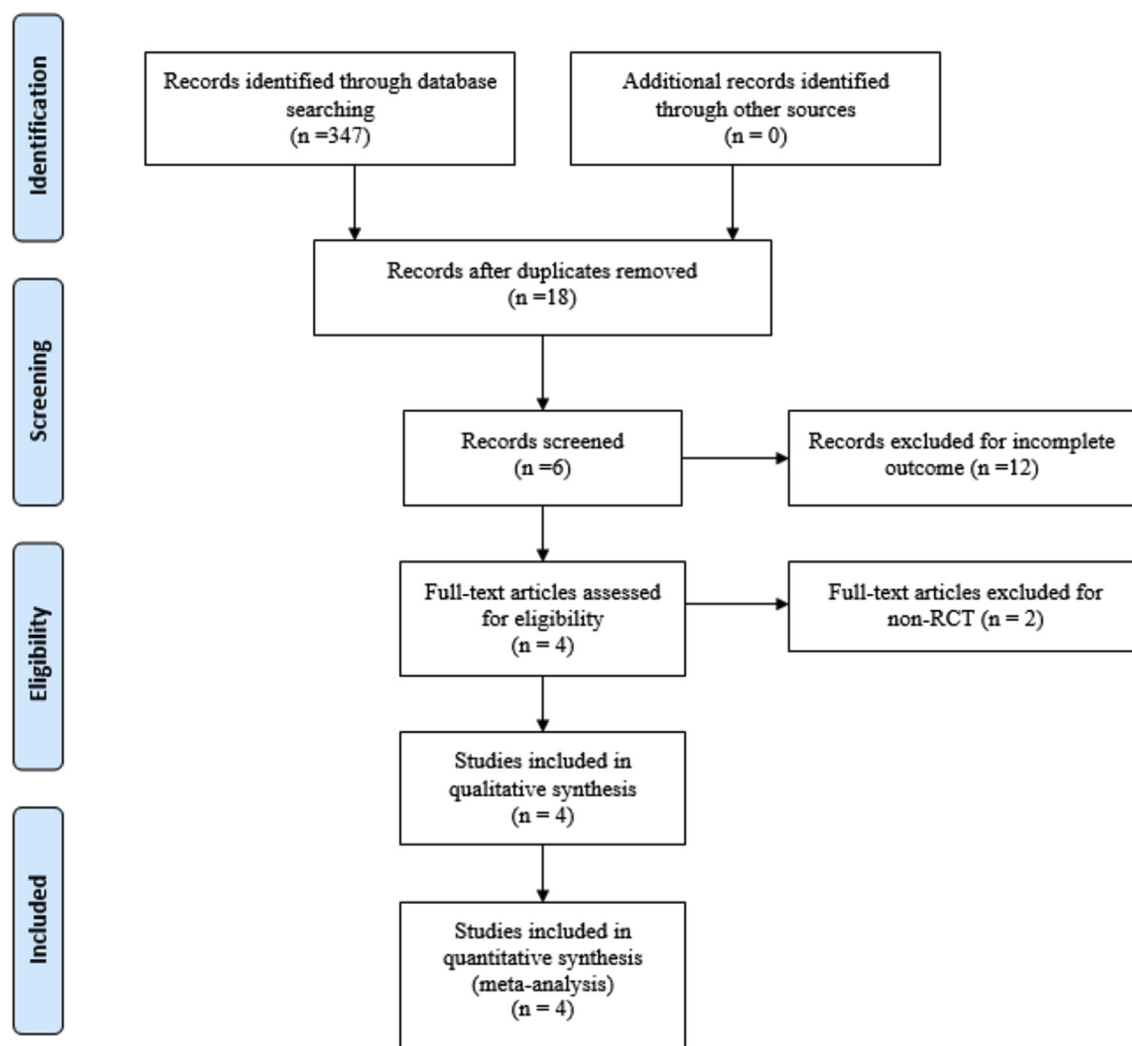 Identification
Records identified through database
searching
(n =347)
Additional records identified
through other sources
(n = 0)
Records after duplicates removed
(n =18)
Screening
Records screened
(n =6)
Records excluded for incomplete
outcome (n =12)
Eligibility
Full-text articles assessed
for eligibility
(n = 4)
Full-text articles excluded for
non-RCT (n = 2)
Studies included in
qualitative synthesis
(n = 4)
Included
Studies included in
quantitative synthesis
(meta-analysis)
(n = 4)